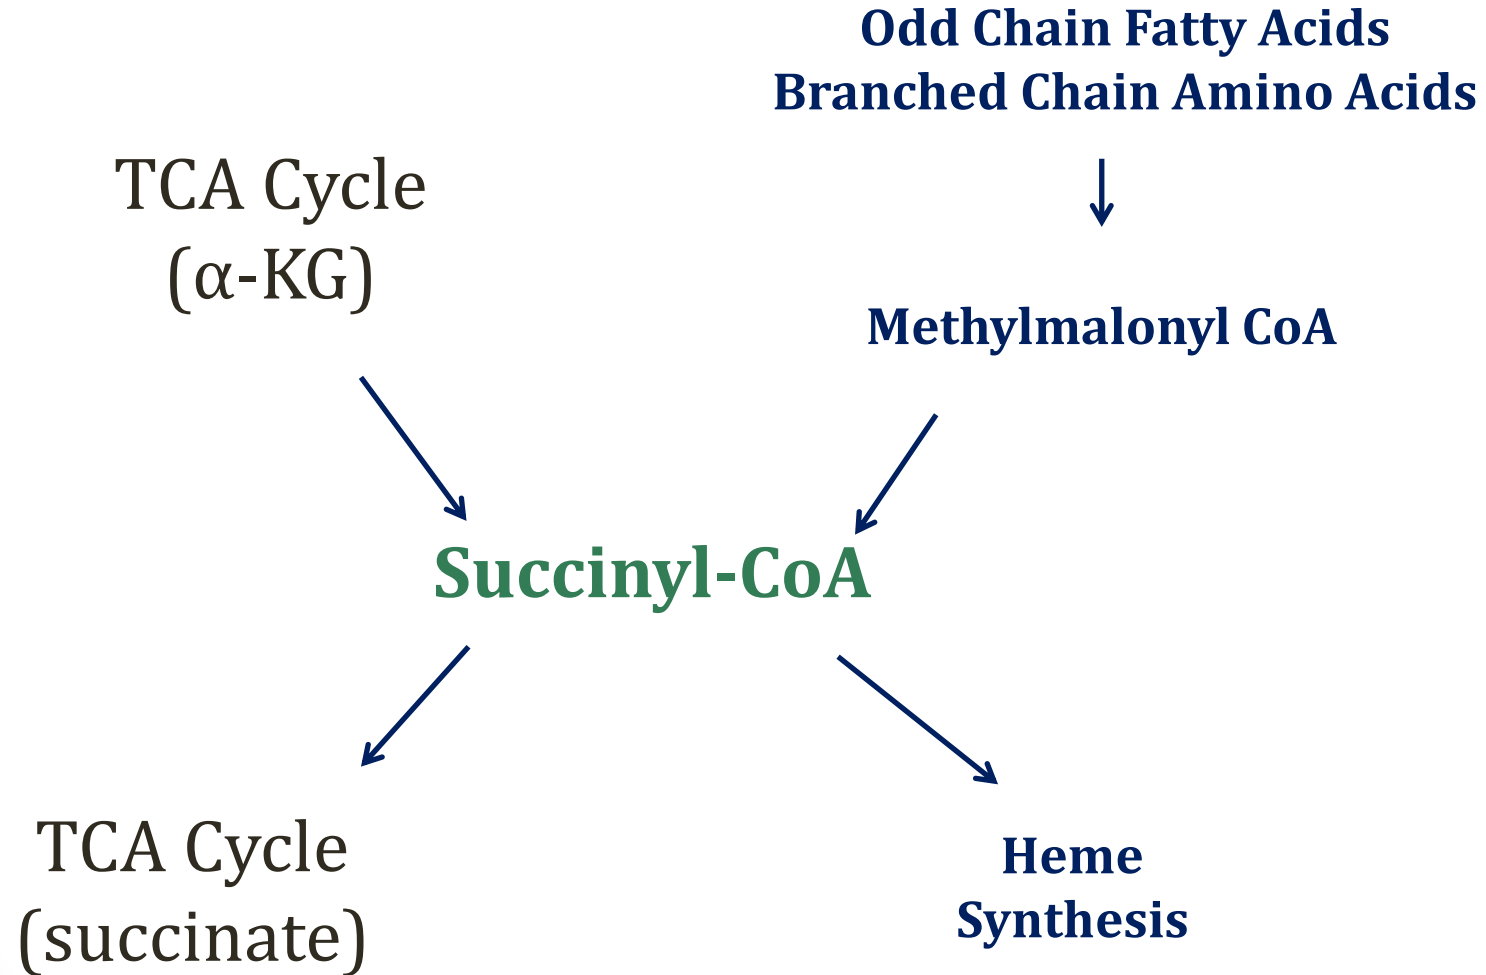 Odd Chain Fatty Acids
Branched Chain Amino Acids
TCA Cycle
(α-KG)
Methylmalonyl CoA
Succinyl-CoA
TCA Cycle
(succinate)
Heme
Synthesis